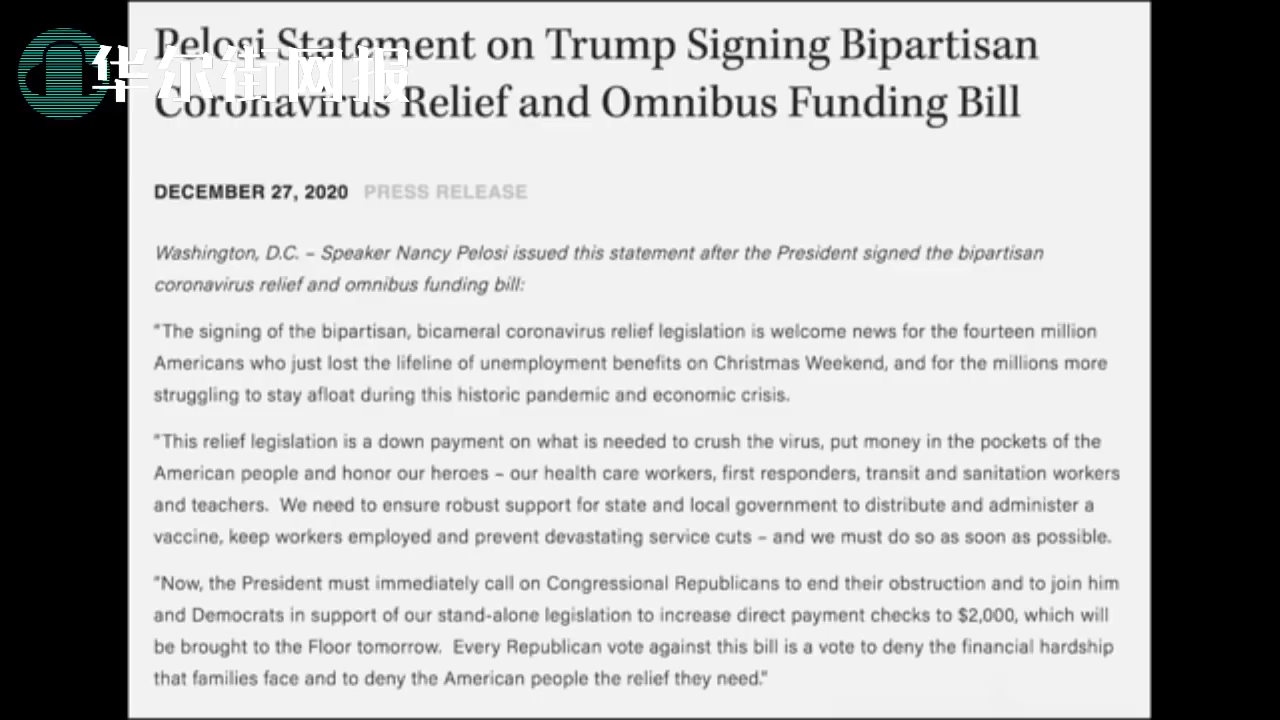 华尔街网报
Pelosi Statement on Trump Signing Bipartisan
Coronavirus Relief and Omnibus Funding Bill
DECEMBER 27, 2020 PRESS RELEASE
Washington, D.C. – Speaker Nancy Pelosi issued this statement after the President signed the bipartisan
coronavirus relief and omnibus funding bill:
"The signing of the bipartisan, bicameral coronavirus relief legislation is welcome news for the fourteen million
Americans who just lost the lifeline of unemployment benefits on Christmas Weekend, and for the millions more
struggling to stay afloat during this historic pandemic and economic crisis.
"This relief legislation is a down payment on what is needed to crush the virus, put money in the pockets of the
American people and honor our heroes – our health care workers, first responders, transit and sanitation workers
and teachers. We need to ensure robust support for state and local government to distribute and administer a
vaccine, keep workers employed and prevent devastating service cuts – and we must do so as soon as possible.
"Now, the President must immediately call on Congressional Republicans to end their obstruction and to join him
and Democrats in support of our stand-alone legislation to increase direct payment checks to $2,000, which will
be brought to the Floor tomorrow. Every Republican vote against this bill is a vote to deny the financial hardship
that families face and to deny the American people the relief they need."